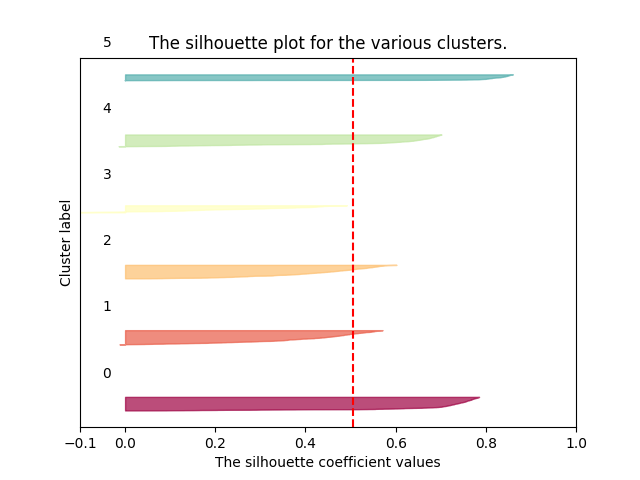 The silhouette plot for the various clusters.
5
4
3
2
1
0
Cluster label
−0.1 0.0 0.2 0.4 0.6 0.8 1.0
The silhouette coefficient values